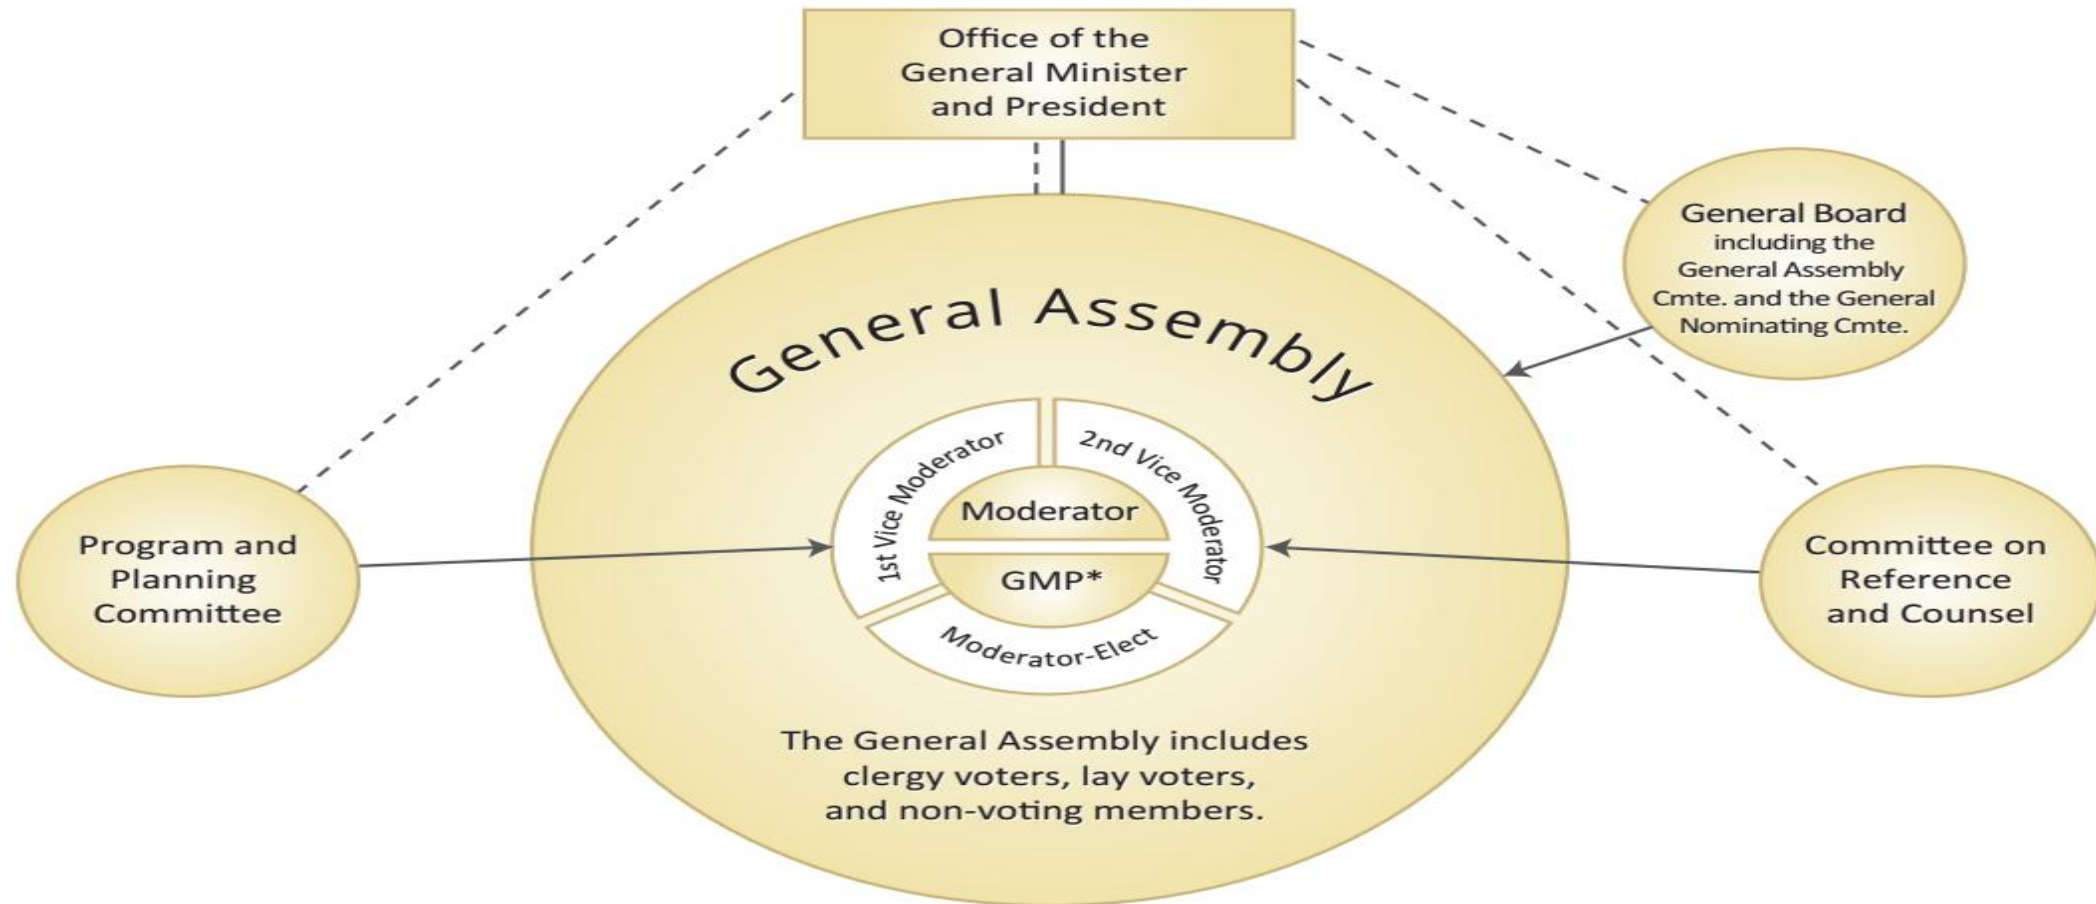 Office of the
General Minister
and President
General Board
including the
General Assembly
Cmte. and the General
Nominating Cmte.
General Assembly
1st Vice Moderator
2nd Vice Moderator
Moderator
GMP*
Moderator-Elect
Program and
Planning
Committee
Committee on
Reference
and Counsel
The General Assembly includes
clergy voters, lay voters,
and non-voting members.